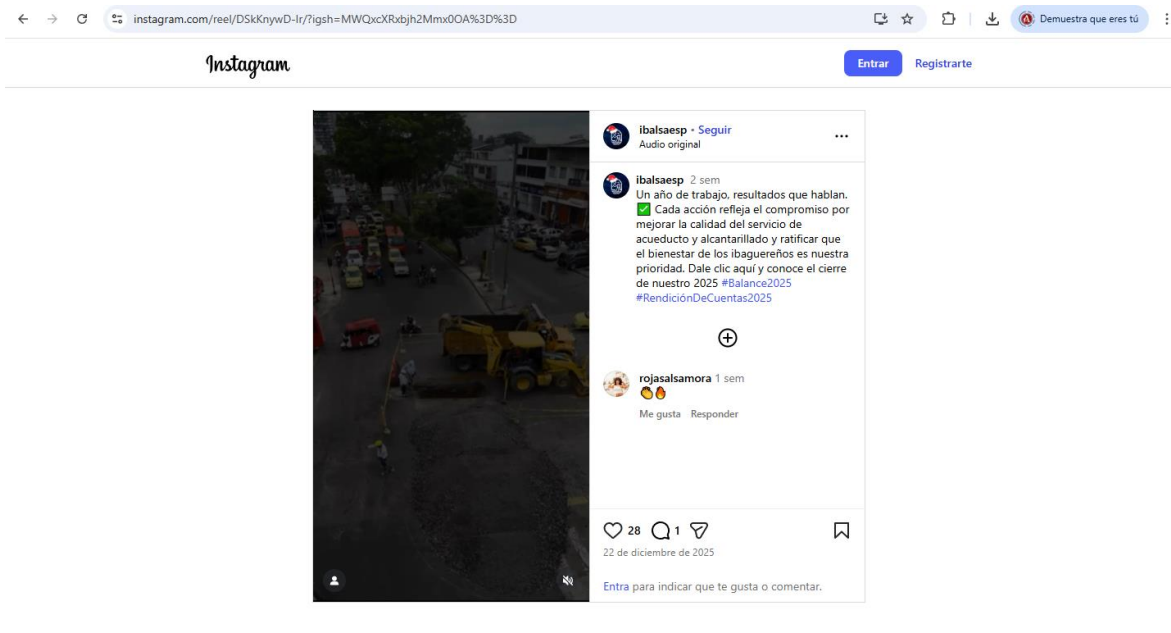 instagram.com/reel/DSkKnywD-Ir/?igsh=MWQxcXRxbjh2Mmx0OA%3D%3D
Demuestra que eres tú
Instagram
Entrar
Registrarte
ibalsaesp • Seguir
Audio original
ibalsaesp 2 sem
Un año de trabajo, resultados que hablan.
✅ Cada acción refleja el compromiso por
mejorar la calidad del servicio de
acueducto y alcantarillado y ratificar que
el bienestar de los ibaguereños es nuestra
prioridad. Dale clic aquí y conoce el cierre
de nuestro 2025 #Balance2025
#RendiciónDeCuentas2025
rojasalsamora 1 sem
👏🔥
Me gusta Responder
28 1
22 de diciembre de 2025
Entra para indicar que te gusta o comentar.